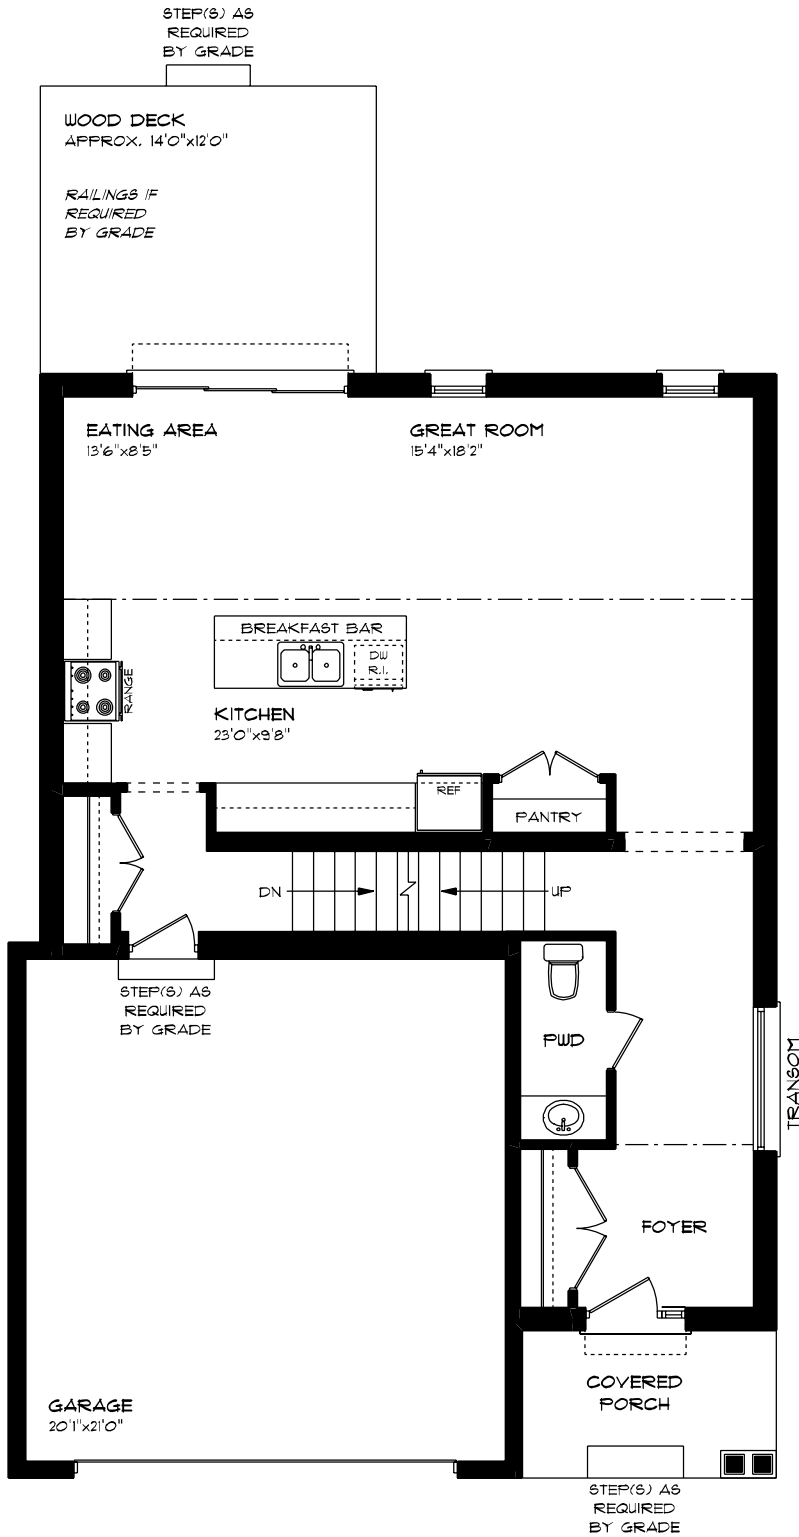 STEP(S) AS
REQUIRED
BY GRADE
WOOD DECK
APPROX. 14'0"x12'0"
RAILINGS IF
REQUIRED
BY GRADE
EATING AREA
13'6"x8'5"
GREAT ROOM
15'4"x18'2"
BREAKFAST BAR
DW
R.I.
RANGE
KITCHEN
23'0"x9'8"
REF
PANTRY
DN
UP
STEP(S) AS
REQUIRED
BY GRADE
PWD
TRANSOM
FOYER
COVERED
PORCH
GARAGE
20'1"x21'0"
STEP(S) AS
REQUIRED
BY GRADE